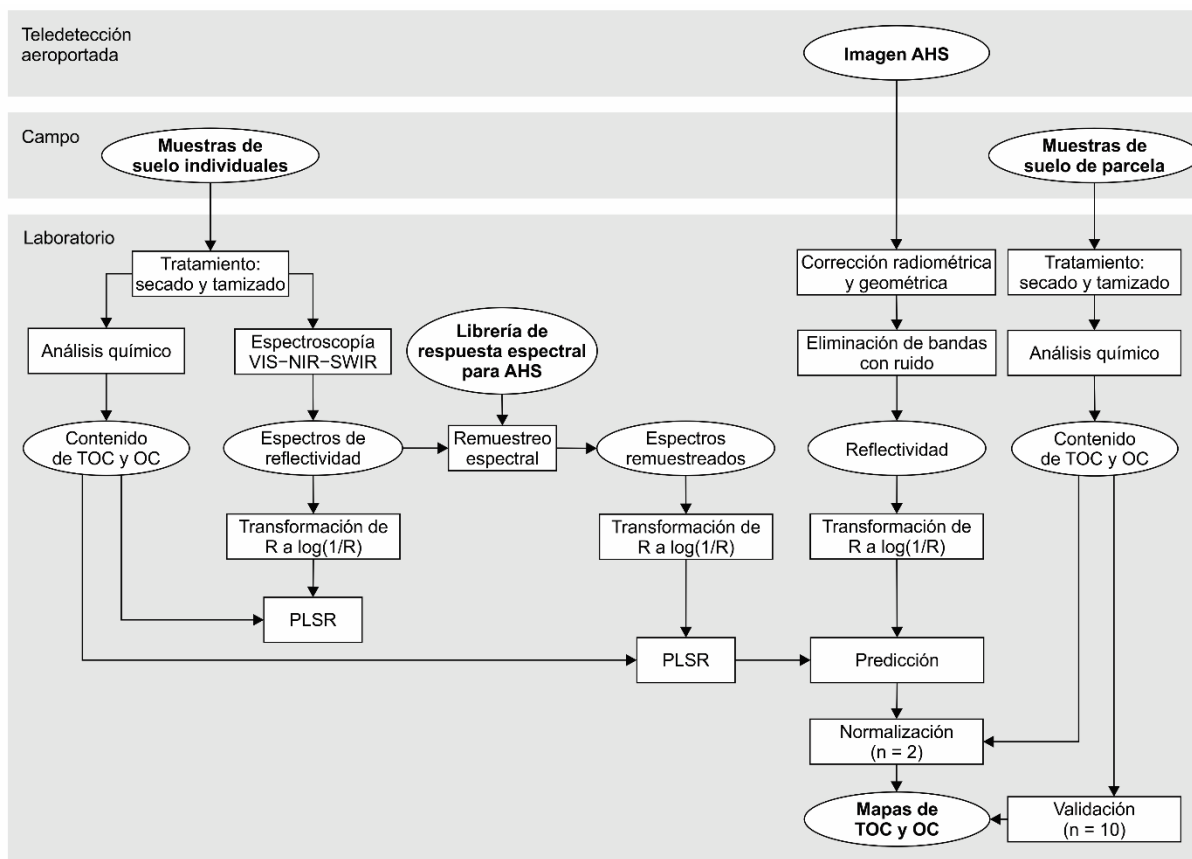 Teledetección
aeroportada
Imagen AHS
Campo
Muestras de
suelo individuales
Muestras de
suelo de parcela
Laboratorio
Tratamiento:
secado y tamizado
Corrección radiométrica
y geométrica
Tratamiento:
secado y tamizado
Análisis químico
Espectroscopía
VIS−NIR−SWIR
Librería de
respuesta espectral
para AHS
Eliminación de bandas
con ruido
Análisis químico
Contenido
de TOC y OC
Espectros de
reflectividad
Remuestreo
espectral
Espectros
remuestreados
Reflectividad
Contenido
de TOC y OC
Transformación de
R a log(1/R)
Transformación de
R a log(1/R)
Transformación de
R a log(1/R)
PLSR
PLSR
Predicción
Normalización
(n = 2)
Mapas de
TOC y OC
Validación
(n = 10)